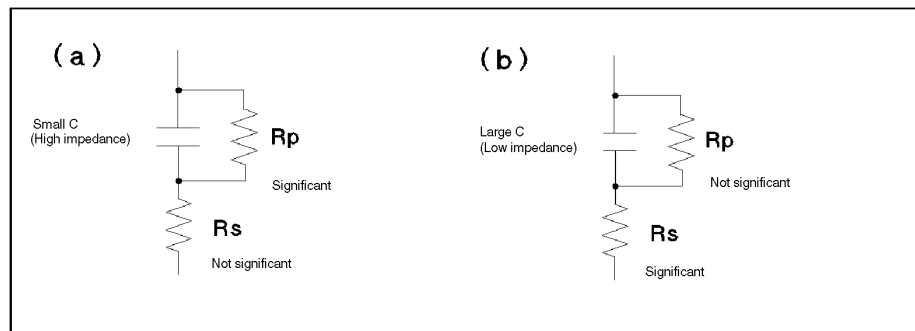 (a)
Small C
(High impedance)
Rp
Significant
Rs
Not significant
(b)
Large C
(Low impedance)
Rp
Not significant
Rs
Significant